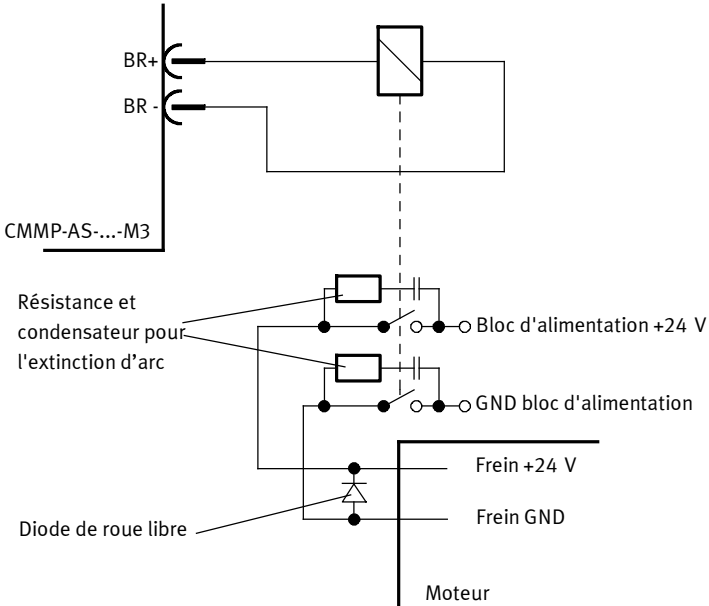 BR+
BR -
CMMP-AS-...-M3
Résistance et
condensateur pour
l'extinction d'arc
Bloc d'alimentation +24 V
GND bloc d'alimentation
Frein +24 V
Frein GND
Diode de roue libre
Moteur